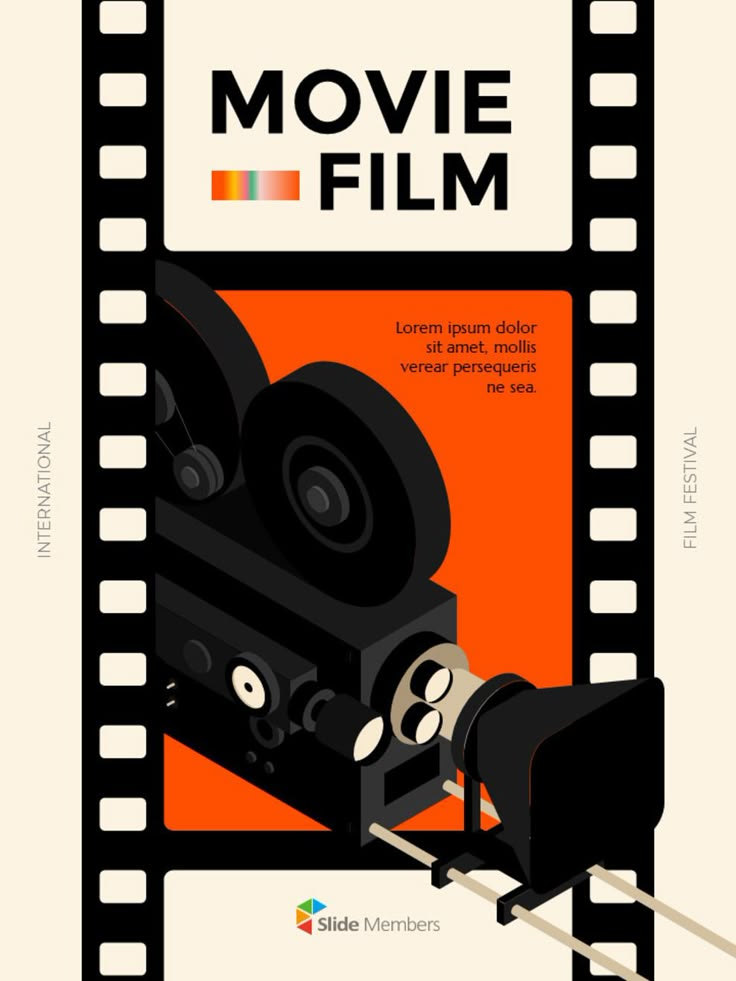 MOVIE
FILM
Lorem ipsum dolor
sit amet, mollis
verear persequeris
ne sea.
INTERNATIONAL
FILM FESTIVAL
Slide Members